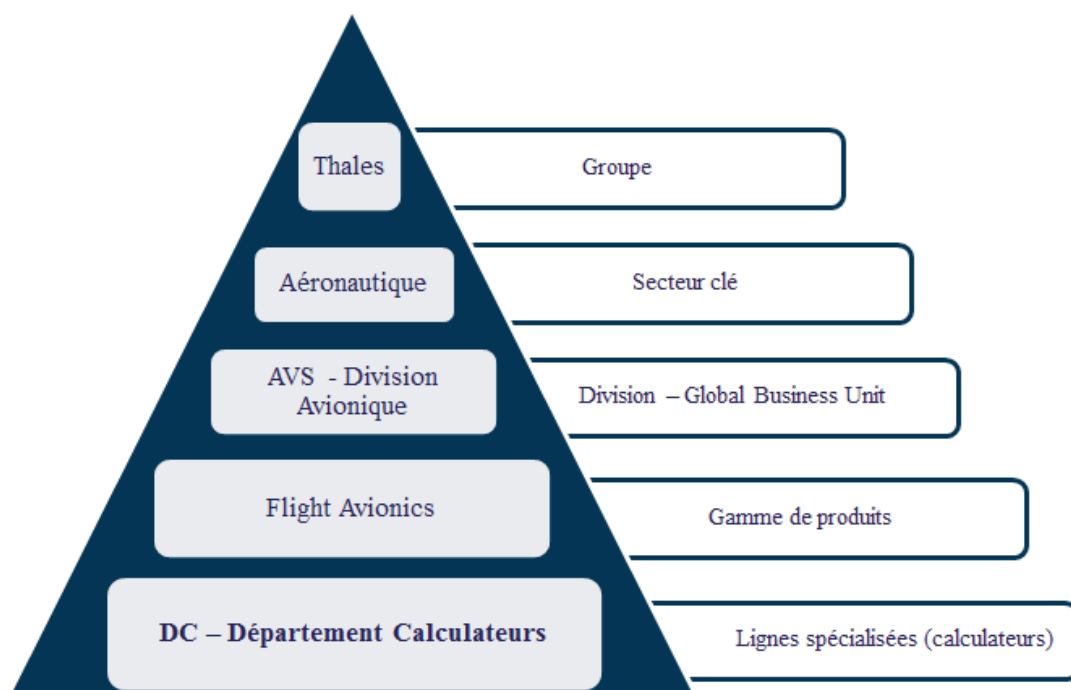 Thales
Groupe
Aéronautique
Secteur clé
AVS - Division
Avionique
Division – Global Business Unit
Flight Avionics
Gamme de produits
DC – Département Calculateurs
Lignes spécialisées (calculateurs)